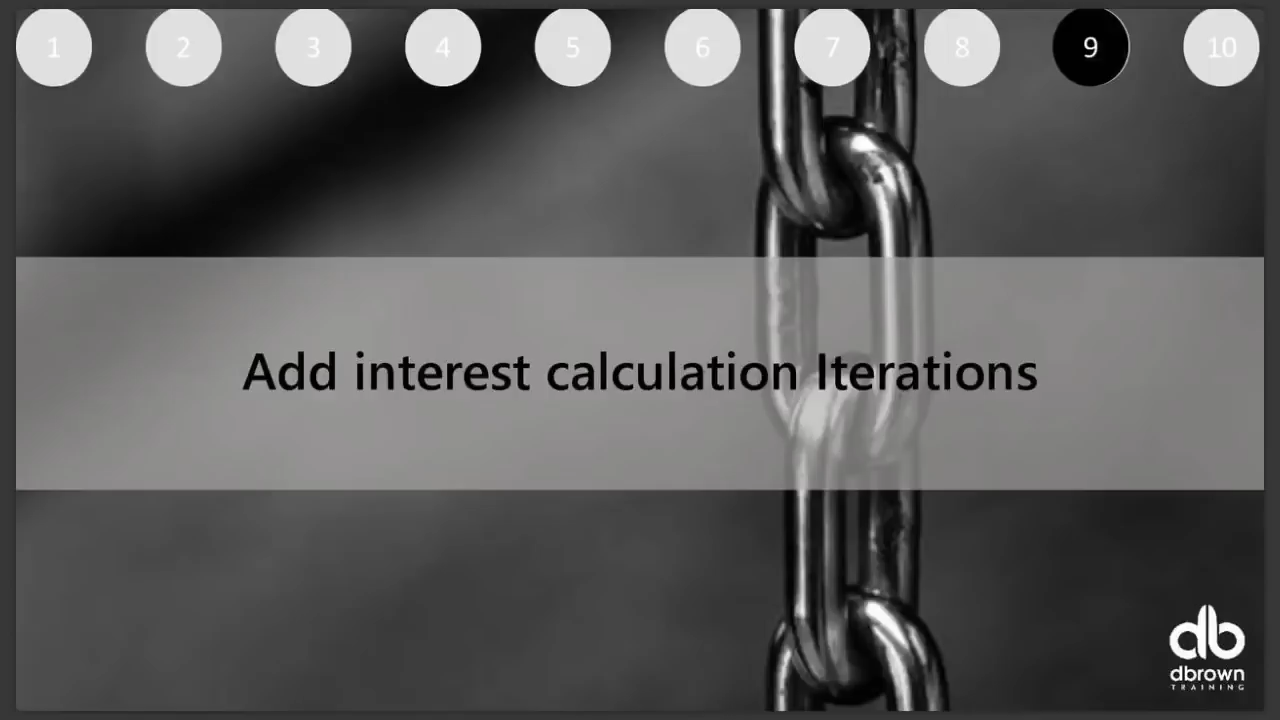 1 2 3 4 5 6 7 8 9 10
Add interest calculation Iterations
db
dbrown
TRAINING